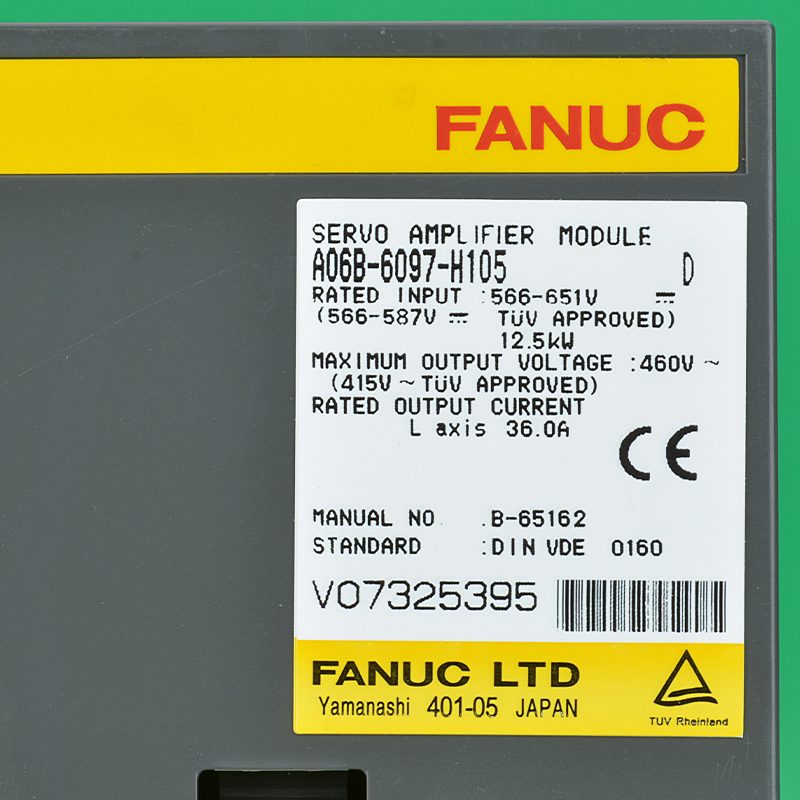 FANUC
SERVO AMPLIFIER MODULE
A06B-6097-H105 D
RATED INPUT :566-651V ⎓
(566-587V ⎓ TÜV APPROVED)
12.5kW
MAXIMUM OUTPUT VOLTAGE :460V ~
(415V ~ TÜV APPROVED)
RATED OUTPUT CURRENT
L axis 36.0A
CE
MANUAL NO .B-65162
STANDARD :DIN VDE 0160
V07325395
FANUC LTD
Yamanashi 401-05 JAPAN
TUV Rheinland